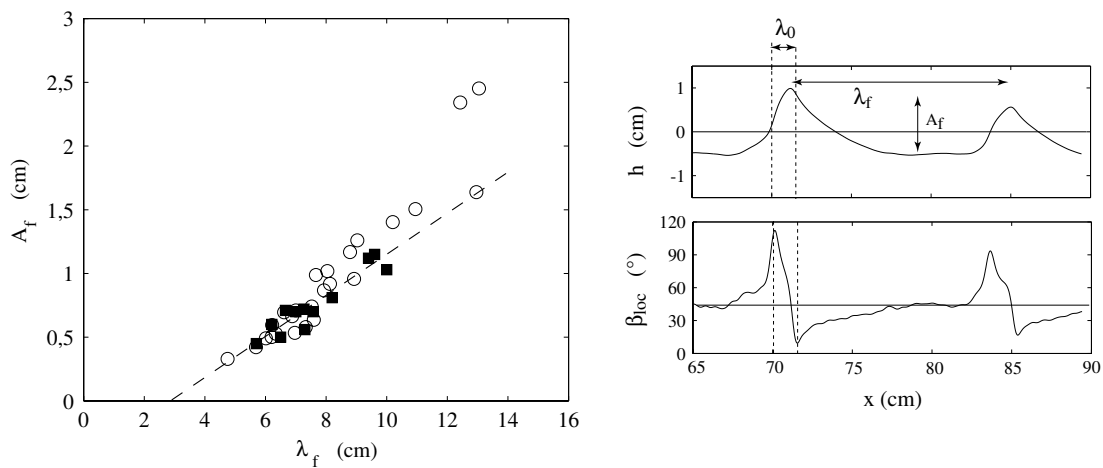 3
2,5
2
1,5
1
0,5
0
A_f (cm)
0 2 4 6 8 10 12 14 16
λ_f (cm)
λ_0
1
0
-1
h (cm)
λ_f
A_f
120
90
60
30
0
β_loc (°)
65 70 75 80 85 90
x (cm)